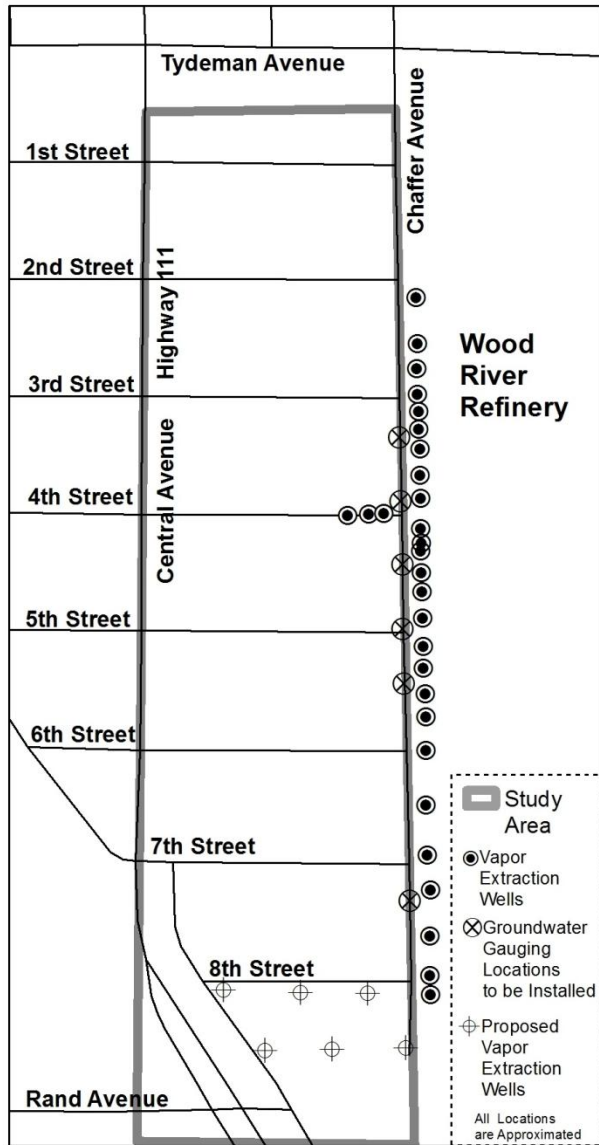 Tydeman Avenue
Chaffer Avenue
1st Street
2nd Street
Highway 111
Wood
River
Refinery
3rd Street
4th Street
Central Avenue
5th Street
6th Street
7th Street
8th Street
Rand Avenue
Study
Area
Vapor
Extraction
Wells
Groundwater
Gauging
Locations
to be Installed
Proposed
Vapor
Extraction
Wells
All Locations
are Approximated